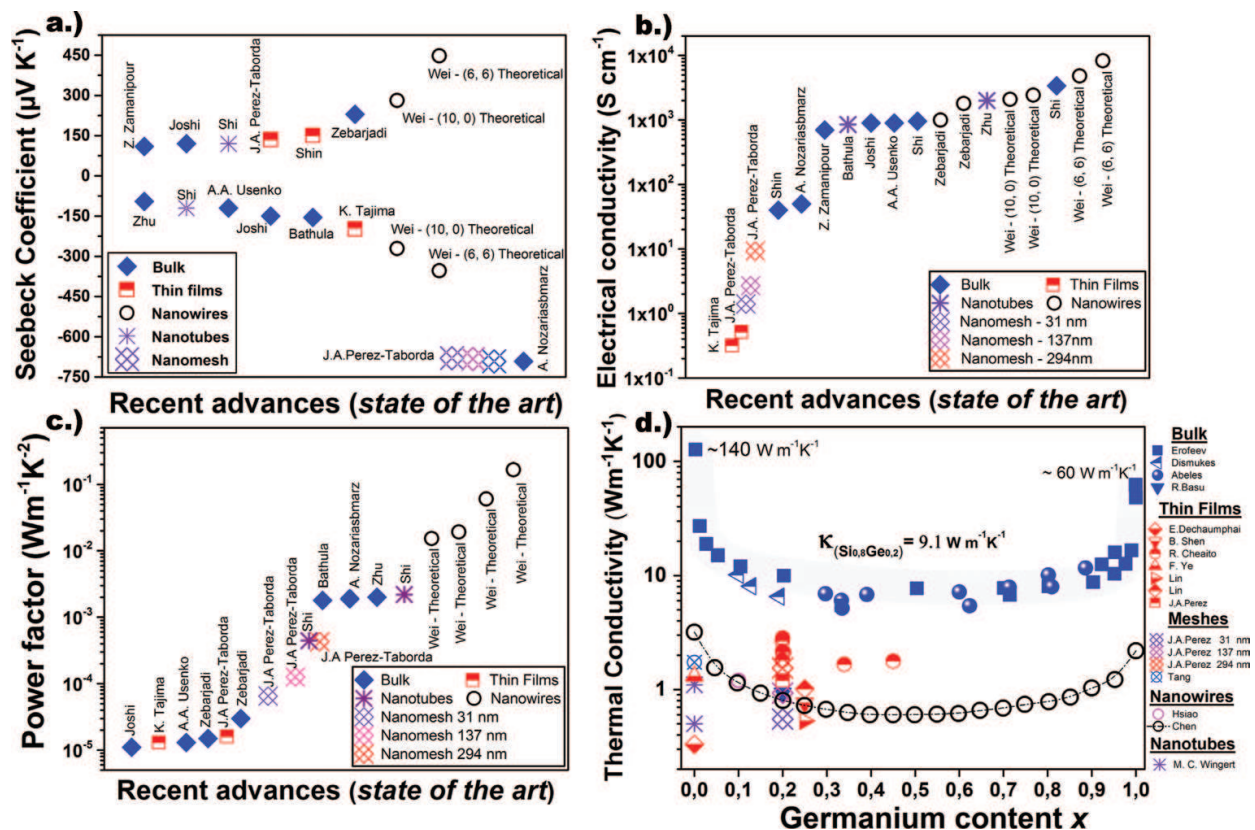 a.)
Seebeck Coefficient (µV K⁻¹)
450
300
150
0
-150
-300
-450
-600
-750
Z. Zamanipour
Joshi
Shi
J.A. Perez-Taborda
Shin
Zebarjadi
Wei - (6, 6) Theoretical
Wei - (10, 0) Theoretical
Zhu
Shi
A.A. Usenko
Joshi
Bathula
K. Tajima
Wei - (10, 0) Theoretical
Wei - (6, 6) Theoretical
J.A.Perez-Taborda
A. Nozariasbmarz
Bulk
Thin films
Nanowires
Nanotubes
Nanomesh
Recent advances (state of the art)
b.)
Electrical conductivity (S cm⁻¹)
1x10⁴
1x10³
1x10²
1x10¹
1x10⁰
1x10⁻¹
K. Tajima
J.A. Perez-Taborda
J.A. Perez-Taborda
Shin
A. Nozariasbmarz
Z. Zamanipour
Bathula
Joshi
A.A. Usenko
Shi
Zebarjadi
Zebarjadi
Zhu
Wei - (10, 0) Theoretical
Wei - (10, 0) Theoretical
Shi
Wei - (6, 6) Theoretical
Wei - (6, 6) Theoretical
Bulk
Thin Films
Nanotubes
Nanowires
Nanomesh - 31 nm
Nanomesh - 137 nm
Nanomesh - 294nm
Recent advances (state of the art)
c.)
Power factor (Wm⁻¹K⁻²)
10⁻¹
10⁻²
10⁻³
10⁻⁴
10⁻⁵
Joshi
K. Tajima
A.A. Usenko
Zebarjadi
J.A Perez-Taborda
Zebarjadi
J.A Perez-Taborda
J.A Perez-Taborda
Shi
Bathula
J.A Perez-Taborda
A. Nozariasbmarz
Zhu
Shi
Wei - Theoretical
Wei - Theoretical
Wei - Theoretical
Wei - Theoretical
Bulk
Thin Films
Nanotubes
Nanowires
Nanomesh 31 nm
Nanomesh 137 nm
Nanomesh 294 nm
Recent advances (state of the art)
d.)
Thermal Conductivity (Wm⁻¹K⁻¹)
100
10
1
~140 W m⁻¹K⁻¹
~ 60 W m⁻¹K⁻¹
κ(Si0,8Ge0,2) = 9.1 W m⁻¹K⁻¹
0,0 0,1 0,2 0,3 0,4 0,5 0,6 0,7 0,8 0,9 1,0
Germanium content x
Bulk
Erofeev
Dismukes
Abeles
R.Basu
Thin Films
E.Dechaumphai
B. Shen
R. Cheaito
F. Ye
Lin
Lin
J.A.Perez
Meshes
J.A.Perez 31 nm
J.A.Perez 137 nm
J.A.Perez 294 nm
Tang
Nanowires
Hsiao
Chen
Nanotubes
M. C. Wingert